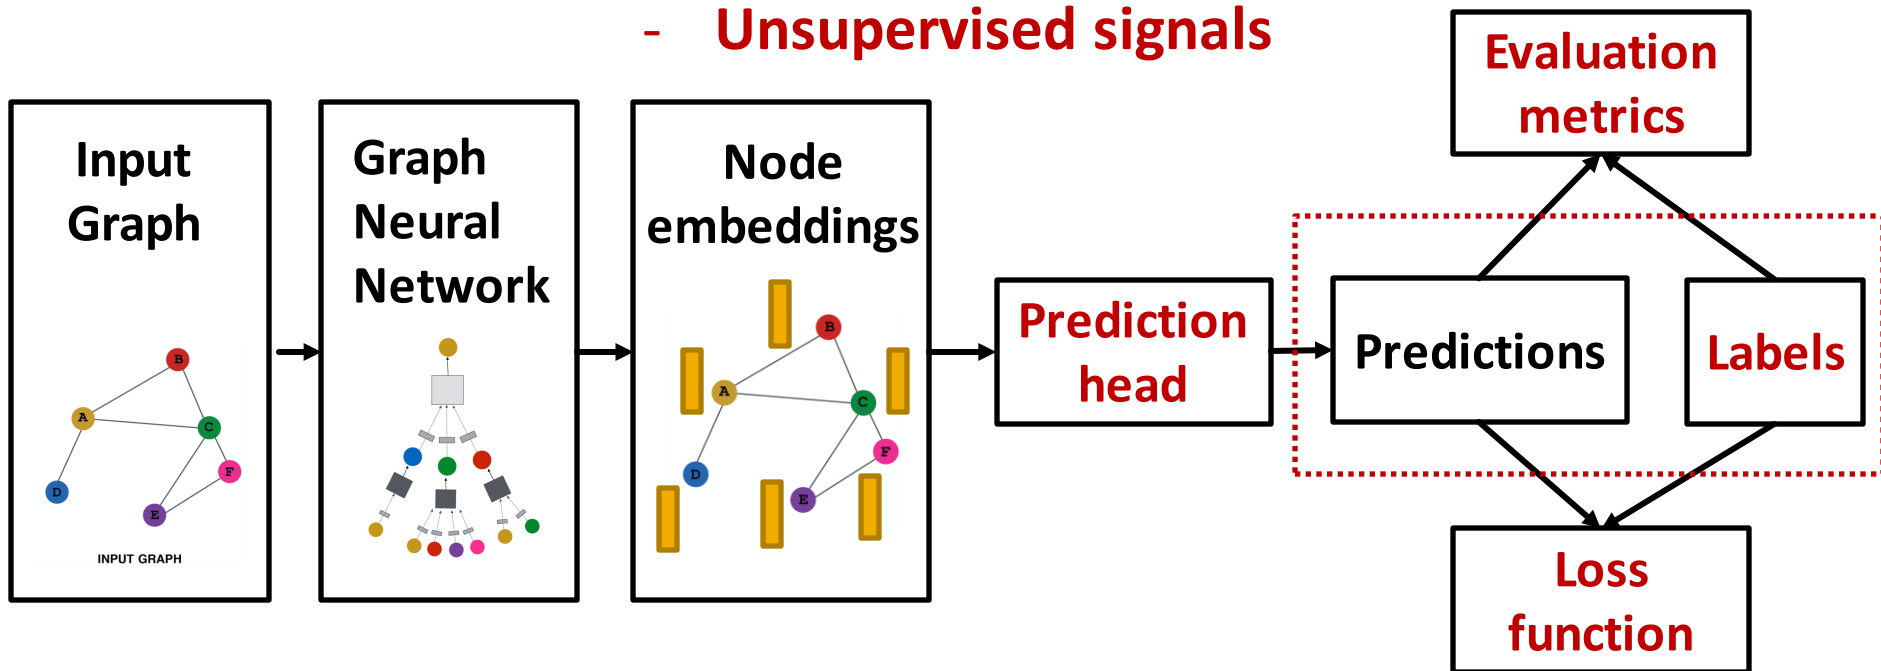 - Unsupervised signals
Input
Graph
B
A
C
F
D
E
INPUT GRAPH
Graph
Neural
Network
Node
embeddings
B
A
C
F
D
E
Prediction
head
Predictions
Labels
Evaluation
metrics
Loss
function